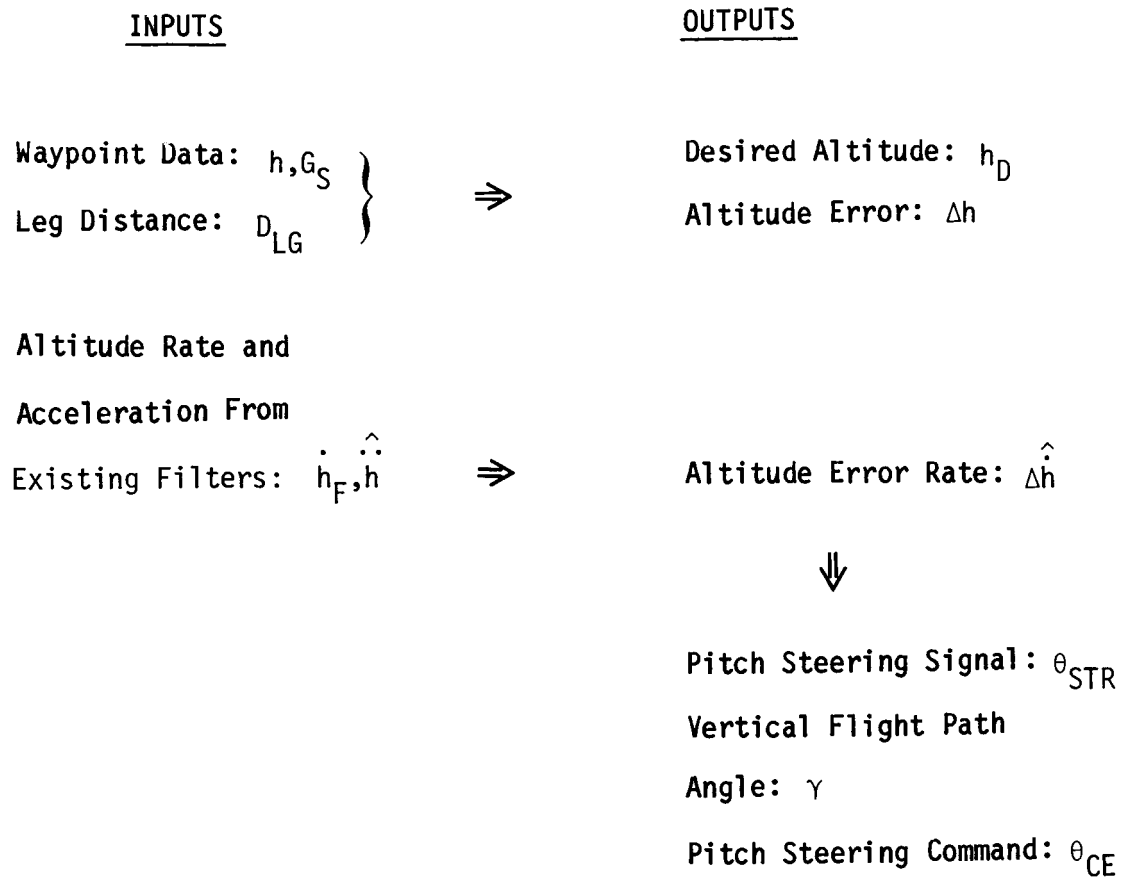 INPUTS OUTPUTS
Waypoint Data: h,G_S } ⇒ Desired Altitude: h_D
Leg Distance: D_LG Altitude Error: Δh
Altitude Rate and
Acceleration From
Existing Filters: ḣ_F,ḧ̂ ⇒ Altitude Error Rate: Δḣ̂
⇓
Pitch Steering Signal: θ_STR
Vertical Flight Path
Angle: γ
Pitch Steering Command: θ_CE